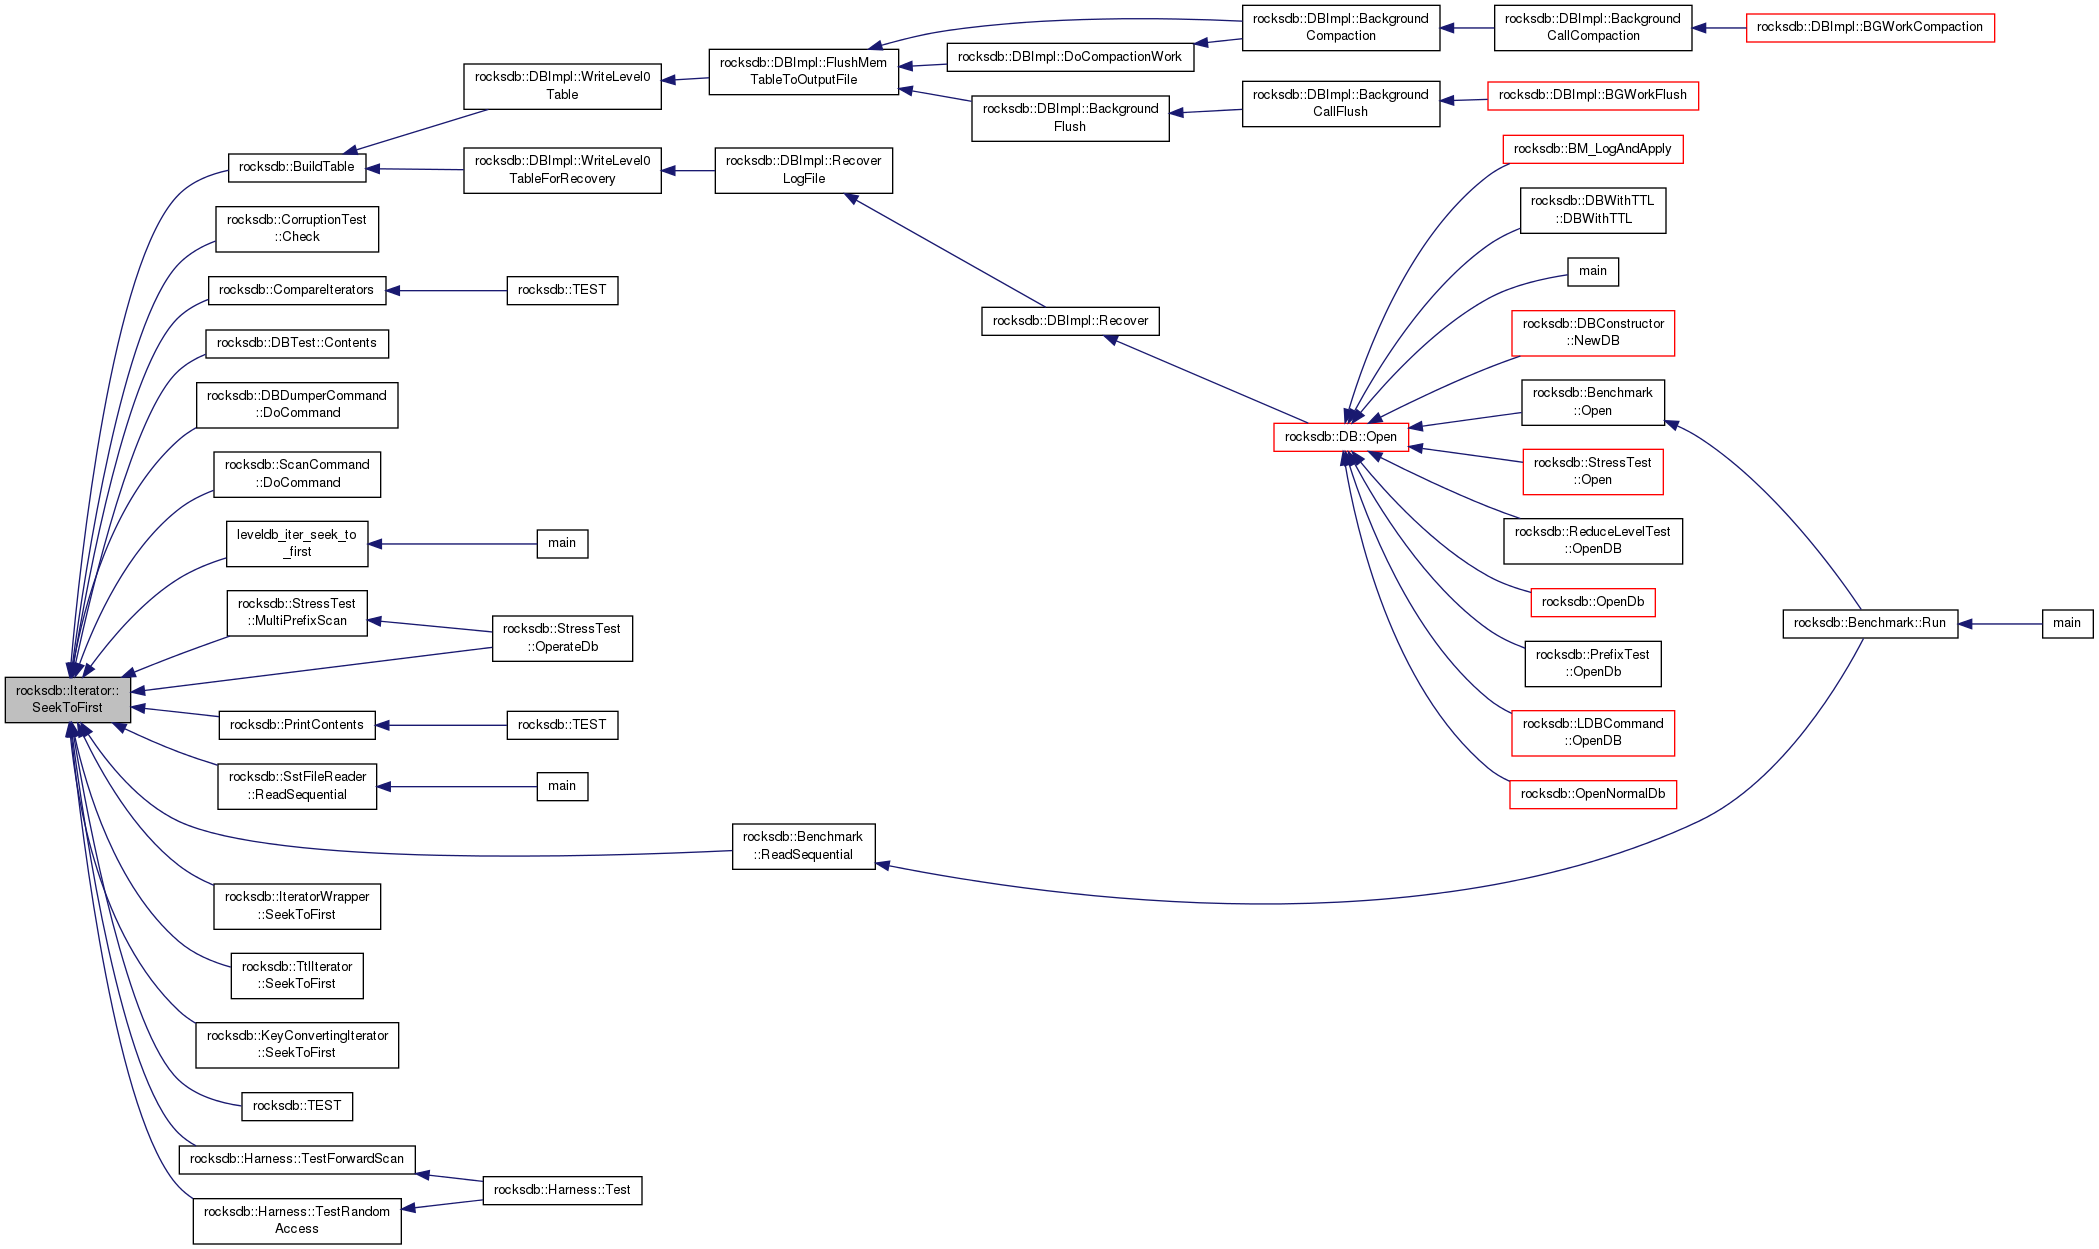 rocksdb::DBImpl::Background
Compaction
rocksdb::DBImpl::Background
CallCompaction
rocksdb::DBImpl::BGWorkCompaction
rocksdb::DBImpl::FlushMem
TableToOutputFile
rocksdb::DBImpl::DoCompactionWork
rocksdb::DBImpl::WriteLevel0
Table
rocksdb::DBImpl::Background
Flush
rocksdb::DBImpl::Background
CallFlush
rocksdb::DBImpl::BGWorkFlush
rocksdb::BuildTable
rocksdb::DBImpl::WriteLevel0
TableForRecovery
rocksdb::DBImpl::Recover
LogFile
rocksdb::BM_LogAndApply
rocksdb::CorruptionTest
::Check
rocksdb::DBWithTTL
::DBWithTTL
rocksdb::CompareIterators
rocksdb::TEST
main
rocksdb::DBTest::Contents
rocksdb::DBImpl::Recover
rocksdb::DBConstructor
::NewDB
rocksdb::DBDumperCommand
::DoCommand
rocksdb::Benchmark
::Open
rocksdb::DB::Open
rocksdb::ScanCommand
::DoCommand
rocksdb::StressTest
::Open
leveldb_iter_seek_to
_first
main
rocksdb::ReduceLevelTest
::OpenDB
rocksdb::StressTest
::MultiPrefixScan
rocksdb::StressTest
::OperateDb
rocksdb::OpenDb
rocksdb::Benchmark::Run
main
rocksdb::PrefixTest
::OpenDb
rocksdb::Iterator::
SeekToFirst
rocksdb::PrintContents
rocksdb::TEST
rocksdb::LDBCommand
::OpenDB
rocksdb::SstFileReader
::ReadSequential
main
rocksdb::OpenNormalDb
rocksdb::Benchmark
::ReadSequential
rocksdb::IteratorWrapper
::SeekToFirst
rocksdb::TtlIterator
::SeekToFirst
rocksdb::KeyConvertingIterator
::SeekToFirst
rocksdb::TEST
rocksdb::Harness::TestForwardScan
rocksdb::Harness::Test
rocksdb::Harness::TestRandom
Access